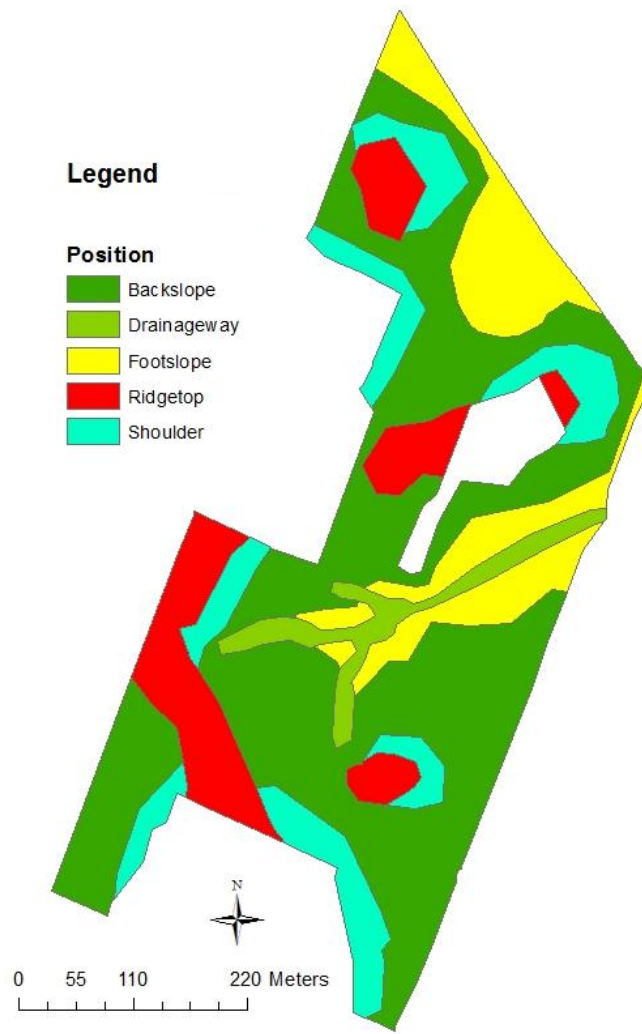 Legend
Position
Backslope
Drainageway
Footslope
Ridgetop
Shoulder
N
0 55 110 220 Meters